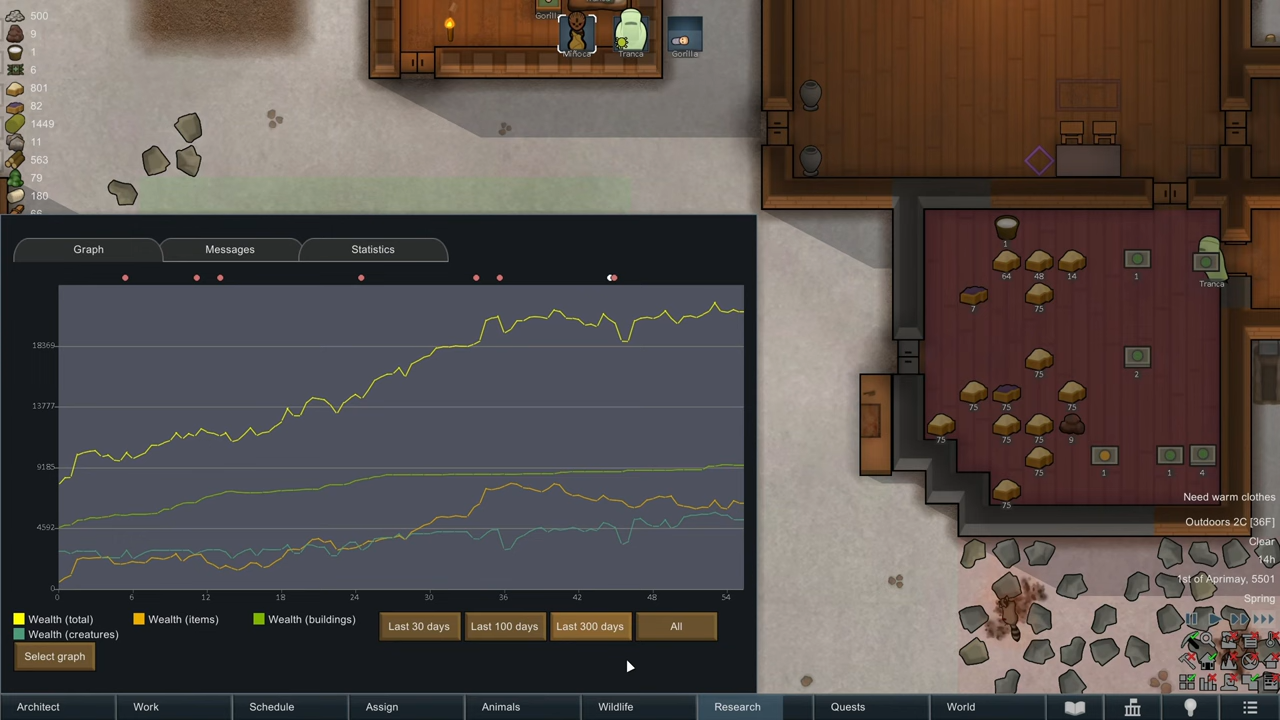 500
9
1
6
801
82
1449
11
563
79
180
66
Gorill
Tranca
Gorilla
Graph
Messages
Statistics
18369
13777
9185
4592
0
0 6 12 18 24 30 36 42 48 54
Wealth (total)
Wealth (items)
Wealth (buildings)
Wealth (creatures)
Last 30 days
Last 100 days
Last 300 days
All
Select graph
1
64 48 14 1
Tranca
7 75
75 2
75 75 75
75 75 75 9
75 1 1 4
75
Need warm clothes
Outdoors 2C [36F]
Clear
14h
1st of Aprimay, 5501
Spring
Architect
Work
Schedule
Assign
Animals
Wildlife
Research
Quests
World